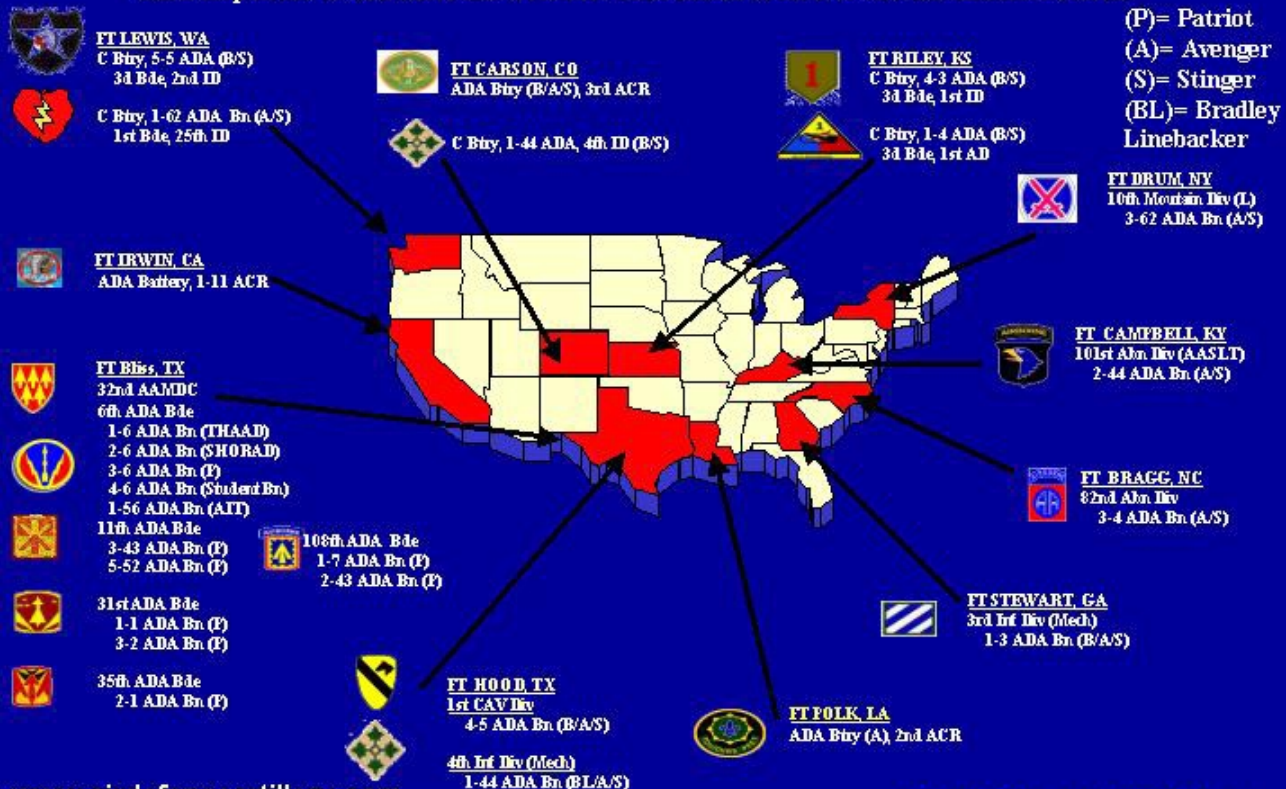 (P)= Patriot
(A)= Avenger
(S)= Stinger
(BL)= Bradley
Linebacker
FT LEWIS, WA
C Btry, 5-5 ADA (B/S)
3d Bde, 2nd ID
C Btry, 1-62 ADA Bn (A/S)
1st Bde, 25th ID
FT CARSON, CO
ADA Btry (B/A/S), 3rd ACR
C Btry, 1-44 ADA, 4th ID (B/S)
FT RILEY, KS
C Btry, 4-3 ADA (B/S)
3d Bde, 1st ID
C Btry, 1-4 ADA (B/S)
3d Bde, 1st AD
FT DRUM, NY
10th Moutain Div (L)
3-62 ADA Bn (A/S)
FT IRWIN, CA
ADA Battery, 1-11 ACR
FT CAMPBELL, KY
101st Abn Div (AASLT)
2-44 ADA Bn (A/S)
FT Bliss, TX
32nd AAMDC
6th ADA Bde
1-6 ADA Bn (THAAD)
2-6 ADA Bn (SHORAD)
3-6 ADA Bn (P)
4-6 ADA Bn (Student Bn)
1-56 ADA Bn (AIT)
11th ADA Bde
3-43 ADA Bn (P)
5-52 ADA Bn (P)
108th ADA Bde
1-7 ADA Bn (P)
2-43 ADA Bn (P)
31st ADA Bde
1-1 ADA Bn (P)
3-2 ADA Bn (P)
35th ADA Bde
2-1 ADA Bn (P)
FT BRAGG, NC
82nd Abn Div
3-4 ADA Bn (A/S)
FT STEWART, GA
3rd Inf Div (Mech)
1-3 ADA Bn (B/A/S)
FT HOOD, TX
1st CAV Div
4-5 ADA Bn (B/A/S)
4th Inf Div (Mech)
1-44 ADA Bn (BL/A/S)
FT POLK, LA
ADA Btry (A), 2nd ACR